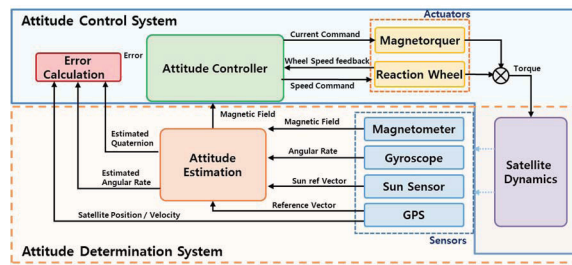 Attitude Control System
Actuators
Current Command
Magnetorquer
Error
Calculation
Error
Attitude Controller
Wheel Speed feedback
Reaction Wheel
Speed Command
Torque
Magnetic Field
Magnetic Field
Magnetometer
Estimated
Quaternion
Attitude
Estimation
Angular Rate
Gyroscope
Satellite
Dynamics
Estimated
Angular Rate
Sun ref Vector
Sun Sensor
Reference Vector
Satellite Position / Velocity
GPS
Sensors
Attitude Determination System